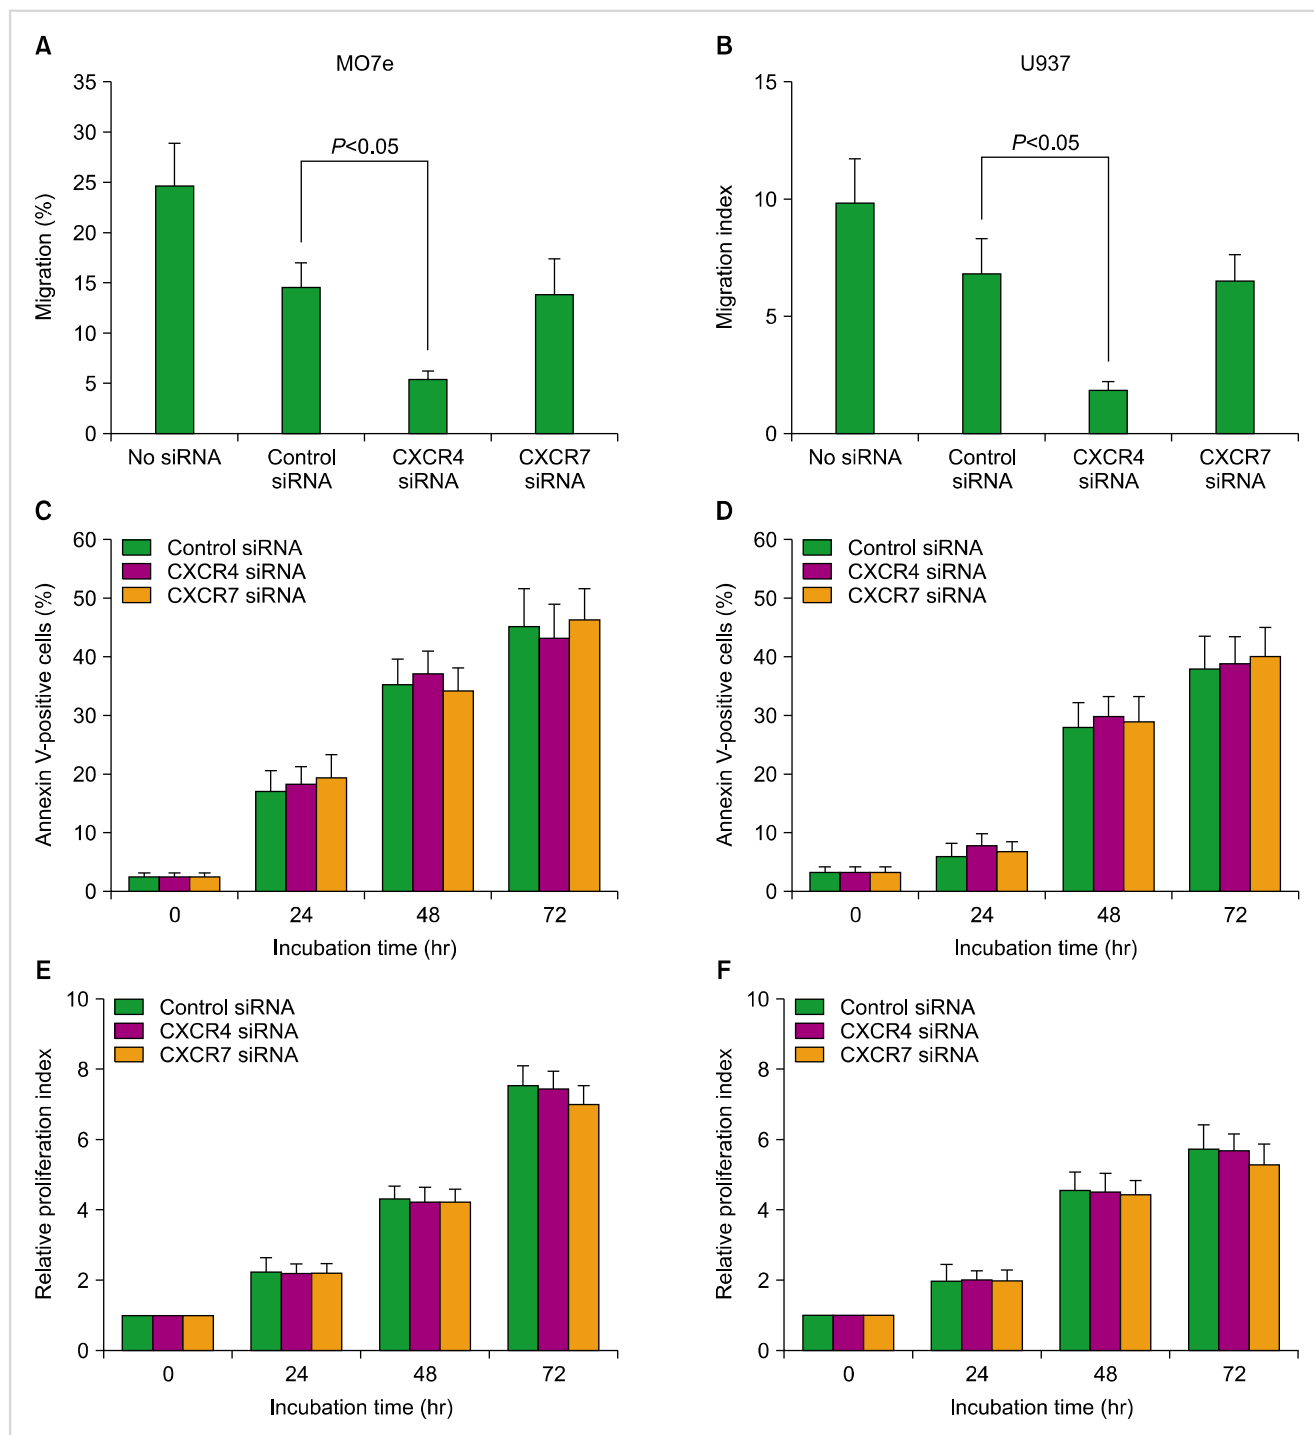 A
MO7e
35
30
25
20
15
10
5
0
Migration (%)
P<0.05
No siRNA
Control
siRNA
CXCR4
siRNA
CXCR7
siRNA
B
U937
15
10
5
0
Migration index
P<0.05
No siRNA
Control
siRNA
CXCR4
siRNA
CXCR7
siRNA
C
60
50
40
30
20
10
0
Annexin V-positive cells (%)
Control siRNA
CXCR4 siRNA
CXCR7 siRNA
0
24
48
72
Incubation time (hr)
D
60
50
40
30
20
10
0
Annexin V-positive cells (%)
Control siRNA
CXCR4 siRNA
CXCR7 siRNA
0
24
48
72
Incubation time (hr)
E
10
8
6
4
2
0
Relative proliferation index
Control siRNA
CXCR4 siRNA
CXCR7 siRNA
0
24
48
72
Incubation time (hr)
F
10
8
6
4
2
0
Relative proliferation index
Control siRNA
CXCR4 siRNA
CXCR7 siRNA
0
24
48
72
Incubation time (hr)